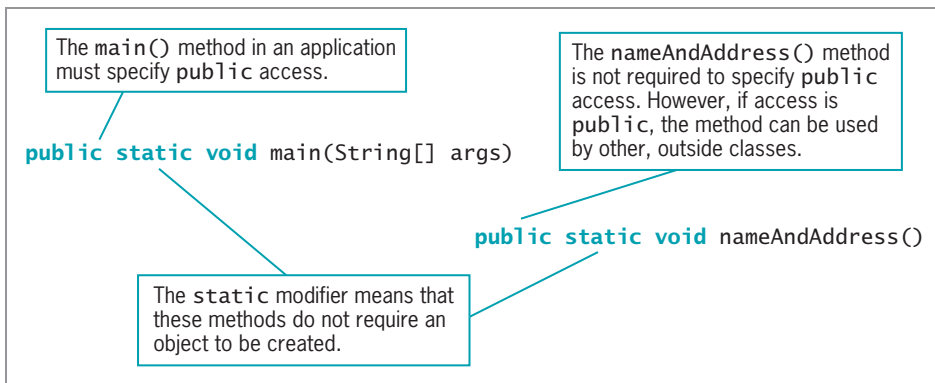 The main() method in an application
must specify public access.
The nameAndAddress() method
is not required to specify public
access. However, if access is
public, the method can be used
by other, outside classes.
public static void main(String[] args)
public static void nameAndAddress()
The static modifier means that
these methods do not require an
object to be created.